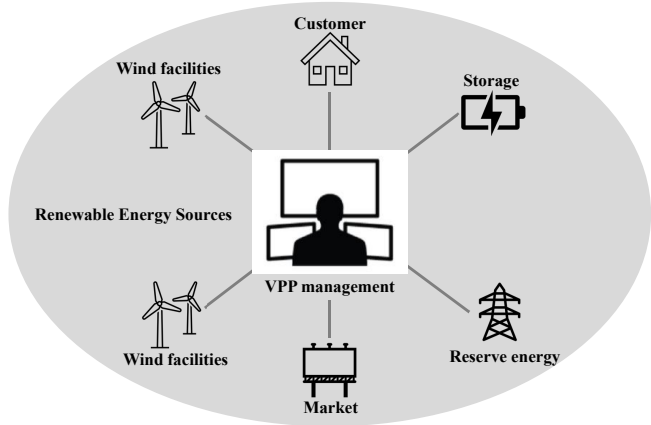 Customer
Wind facilities
Storage
Renewable Energy Sources
VPP management
Wind facilities
Reserve energy
Market